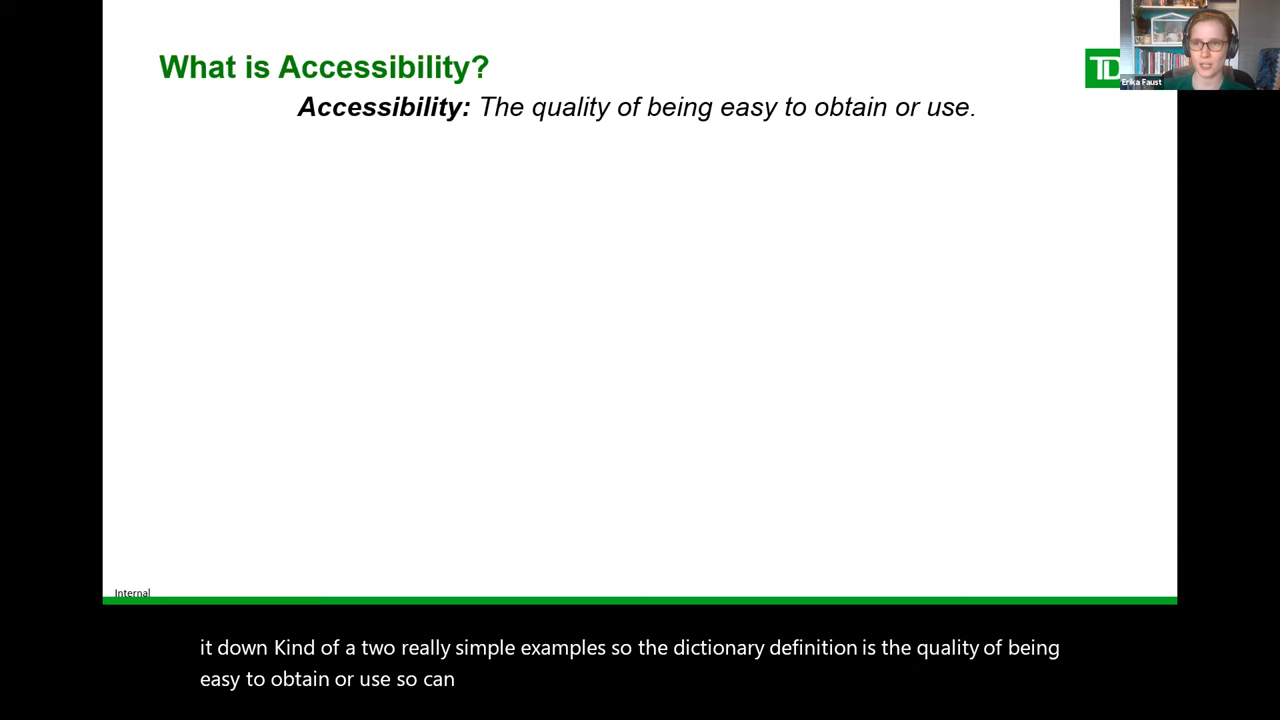 What is Accessibility?
TD
Erika Faust
Accessibility: The quality of being easy to obtain or use.
Internal
it down Kind of a two really simple examples so the dictionary definition is the quality of being
easy to obtain or use so can